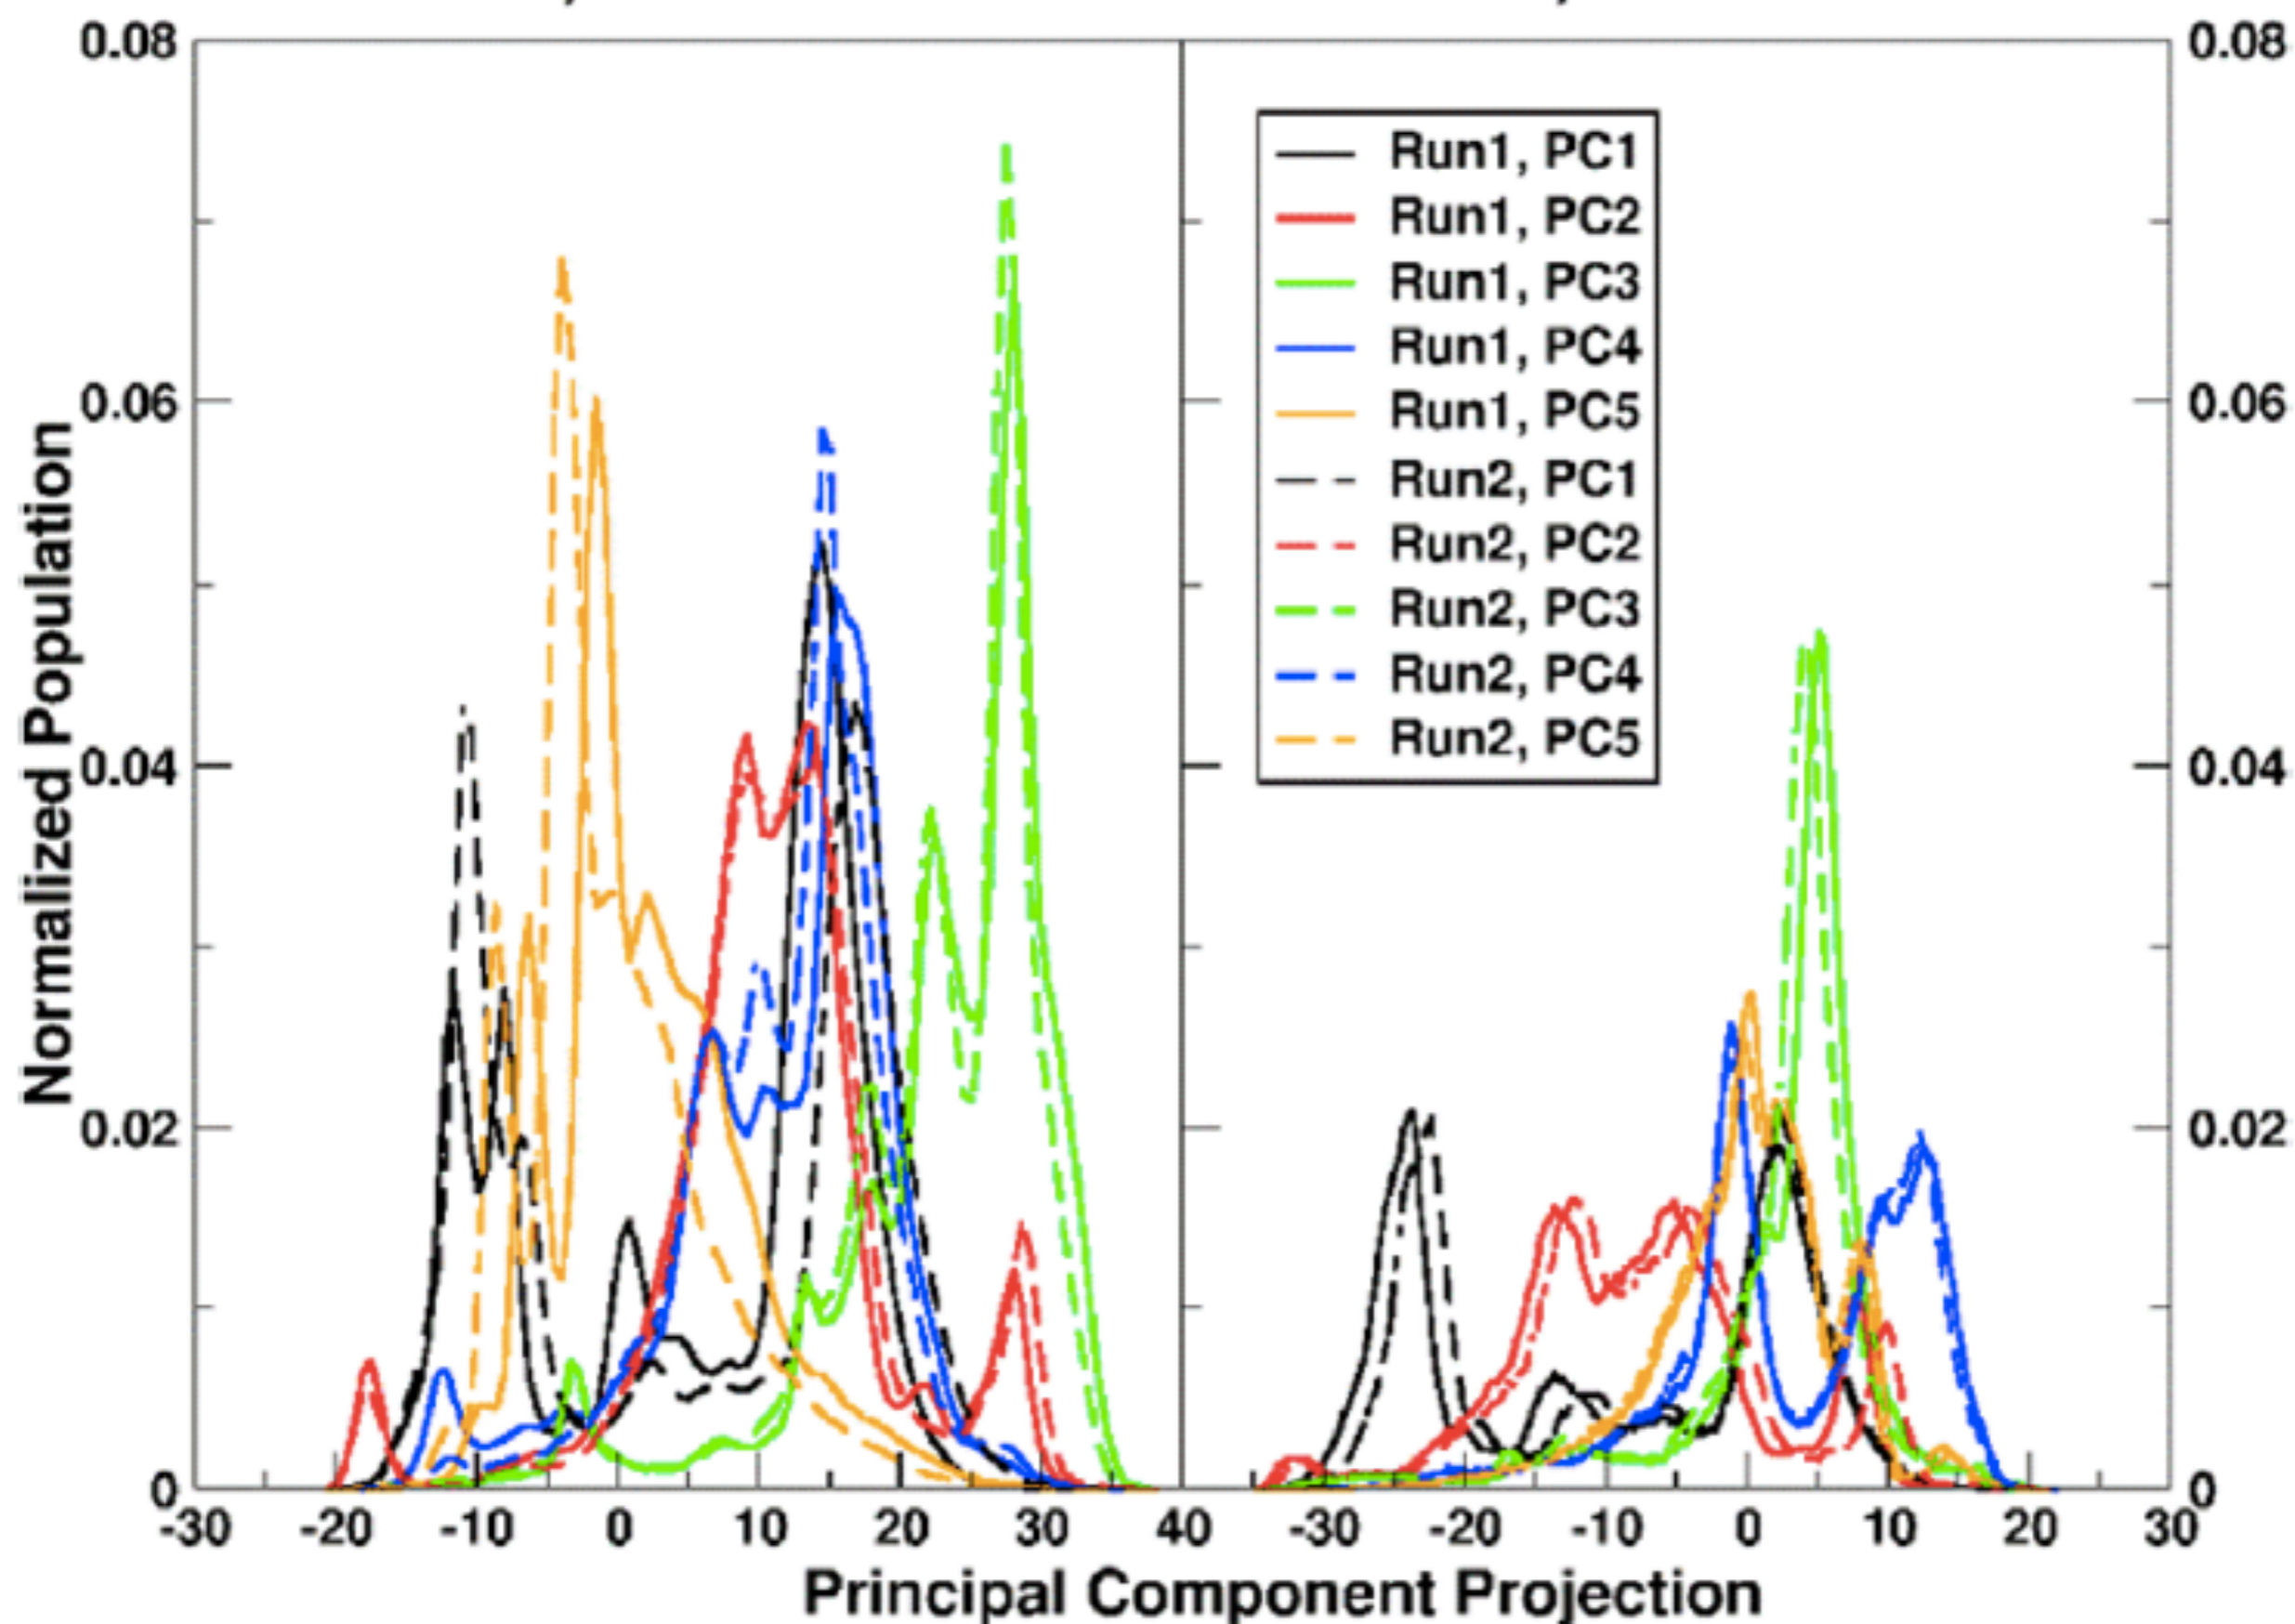 0.08
0.06
0.04
0.02
0
Normalized Population
0.08
0.06
0.04
0.02
0
Run1, PC1
Run1, PC2
Run1, PC3
Run1, PC4
Run1, PC5
Run2, PC1
Run2, PC2
Run2, PC3
Run2, PC4
Run2, PC5
-30 -20 -10 0 10 20 30 40 -30 -20 -10 0 10 20 30
Principal Component Projection